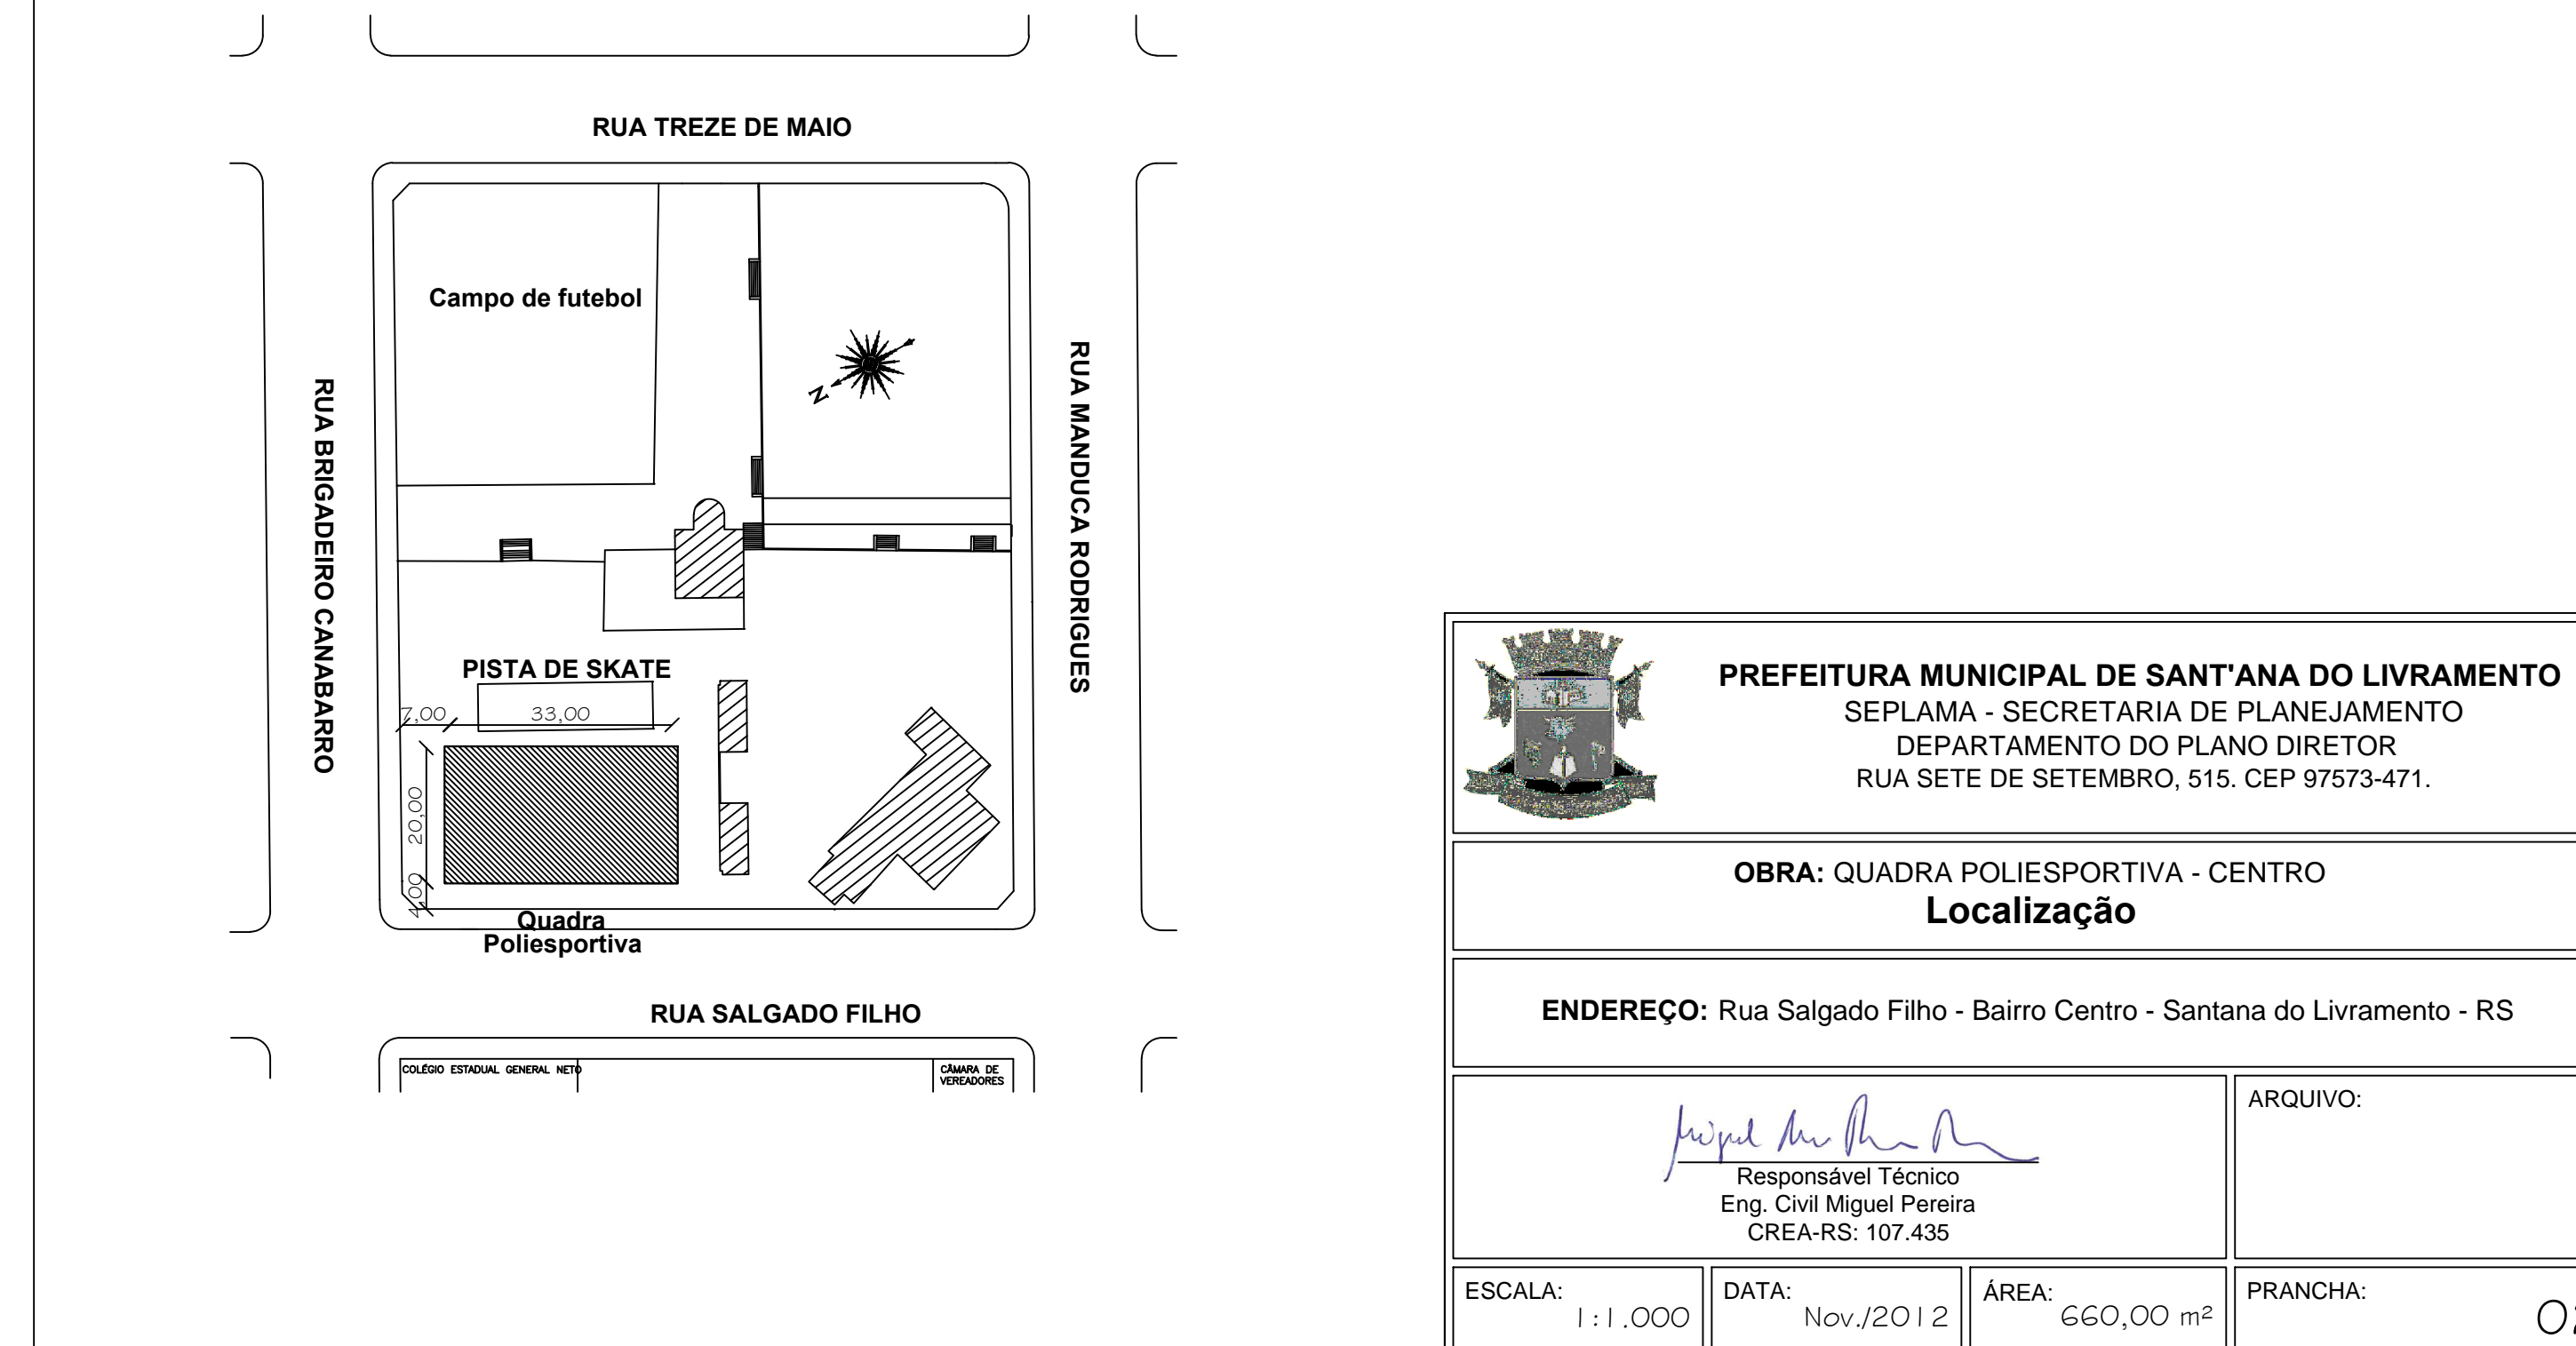 RUA TREZE DE MAIO
Campo de futebol
N
RUA BRIGADEIRO CANABARRO
RUA MANDUCA RODRIGUES
PISTA DE SKATE
7,00
33,00
20,00
4,00
Quadra
Poliesportiva
RUA SALGADO FILHO
COLÉGIO ESTADUAL GENERAL NETO
CÂMARA DE
VEREADORES
PREFEITURA MUNICIPAL DE SANT'ANA DO LIVRAMENTO
SEPLAMA - SECRETARIA DE PLANEJAMENTO
DEPARTAMENTO DO PLANO DIRETOR
RUA SETE DE SETEMBRO, 515. CEP 97573-471.
OBRA: QUADRA POLIESPORTIVA - CENTRO
Localização
ENDEREÇO: Rua Salgado Filho - Bairro Centro - Santana do Livramento - RS
Responsável Técnico
Eng. Civil Miguel Pereira
CREA-RS: 107.435
ARQUIVO:
ESCALA:
1:1.000
DATA:
Nov./2012
ÁREA:
660,00 m²
PRANCHA: